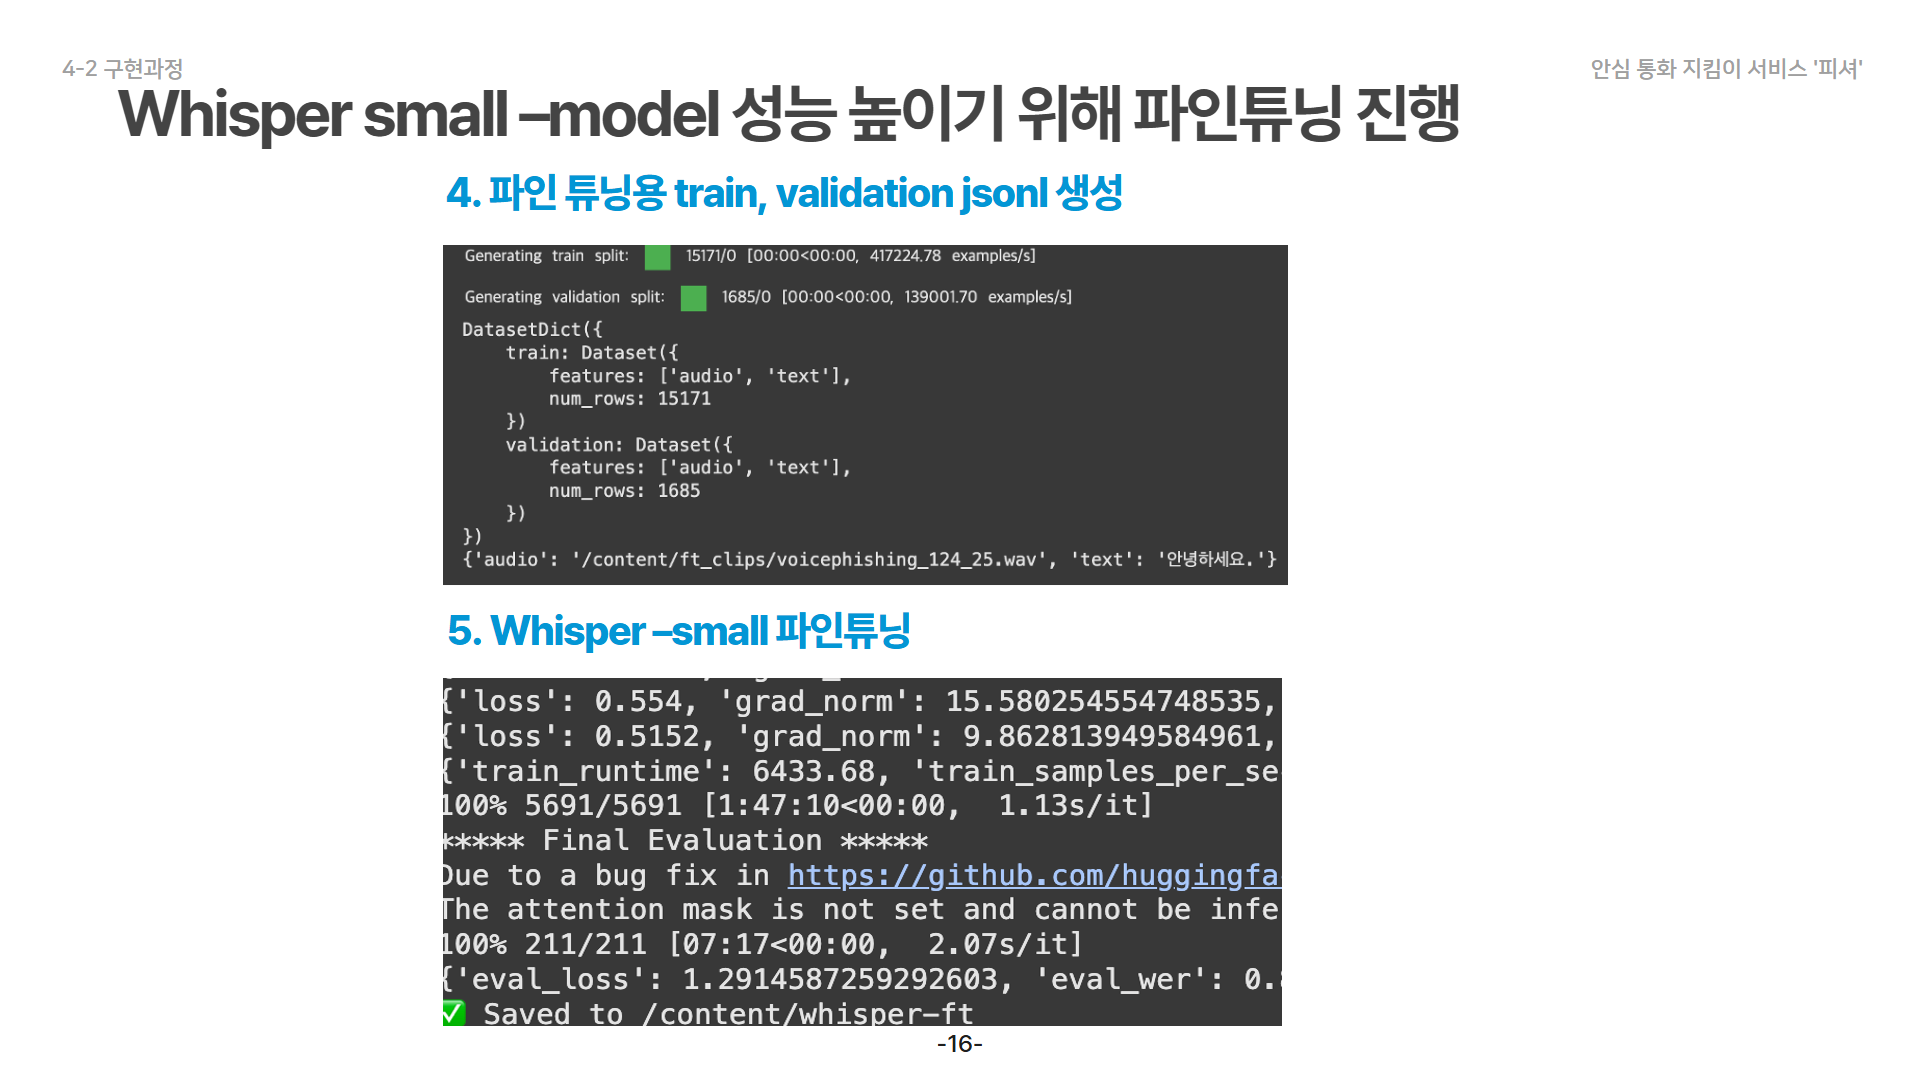 4-2 구현과정
안심 통화 지킴이 서비스 '피셔'
Whisper small –model 성능 높이기 위해 파인튜닝 진행
4. 파인 튜닝용 train, validation jsonl 생성
Generating train split: 15171/0 [00:00<00:00, 417224.78 examples/s]
Generating validation split: 1685/0 [00:00<00:00, 139001.70 examples/s]
DatasetDict({
    train: Dataset({
        features: ['audio', 'text'],
        num_rows: 15171
    })
    validation: Dataset({
        features: ['audio', 'text'],
        num_rows: 1685
    })
})
{'audio': '/content/ft_clips/voicephishing_124_25.wav', 'text': '안녕하세요.'}
5. Whisper –small 파인튜닝
{'loss': 0.554, 'grad_norm': 15.580254554748535,
{'loss': 0.5152, 'grad_norm': 9.862813949584961,
{'train_runtime': 6433.68, 'train_samples_per_se
100% 5691/5691 [1:47:10<00:00, 1.13s/it]
***** Final Evaluation *****
Due to a bug fix in https://github.com/huggingfa
The attention mask is not set and cannot be infe
100% 211/211 [07:17<00:00, 2.07s/it]
{'eval_loss': 1.2914587259292603, 'eval_wer': 0.
✅ Saved to /content/whisper-ft
-16-